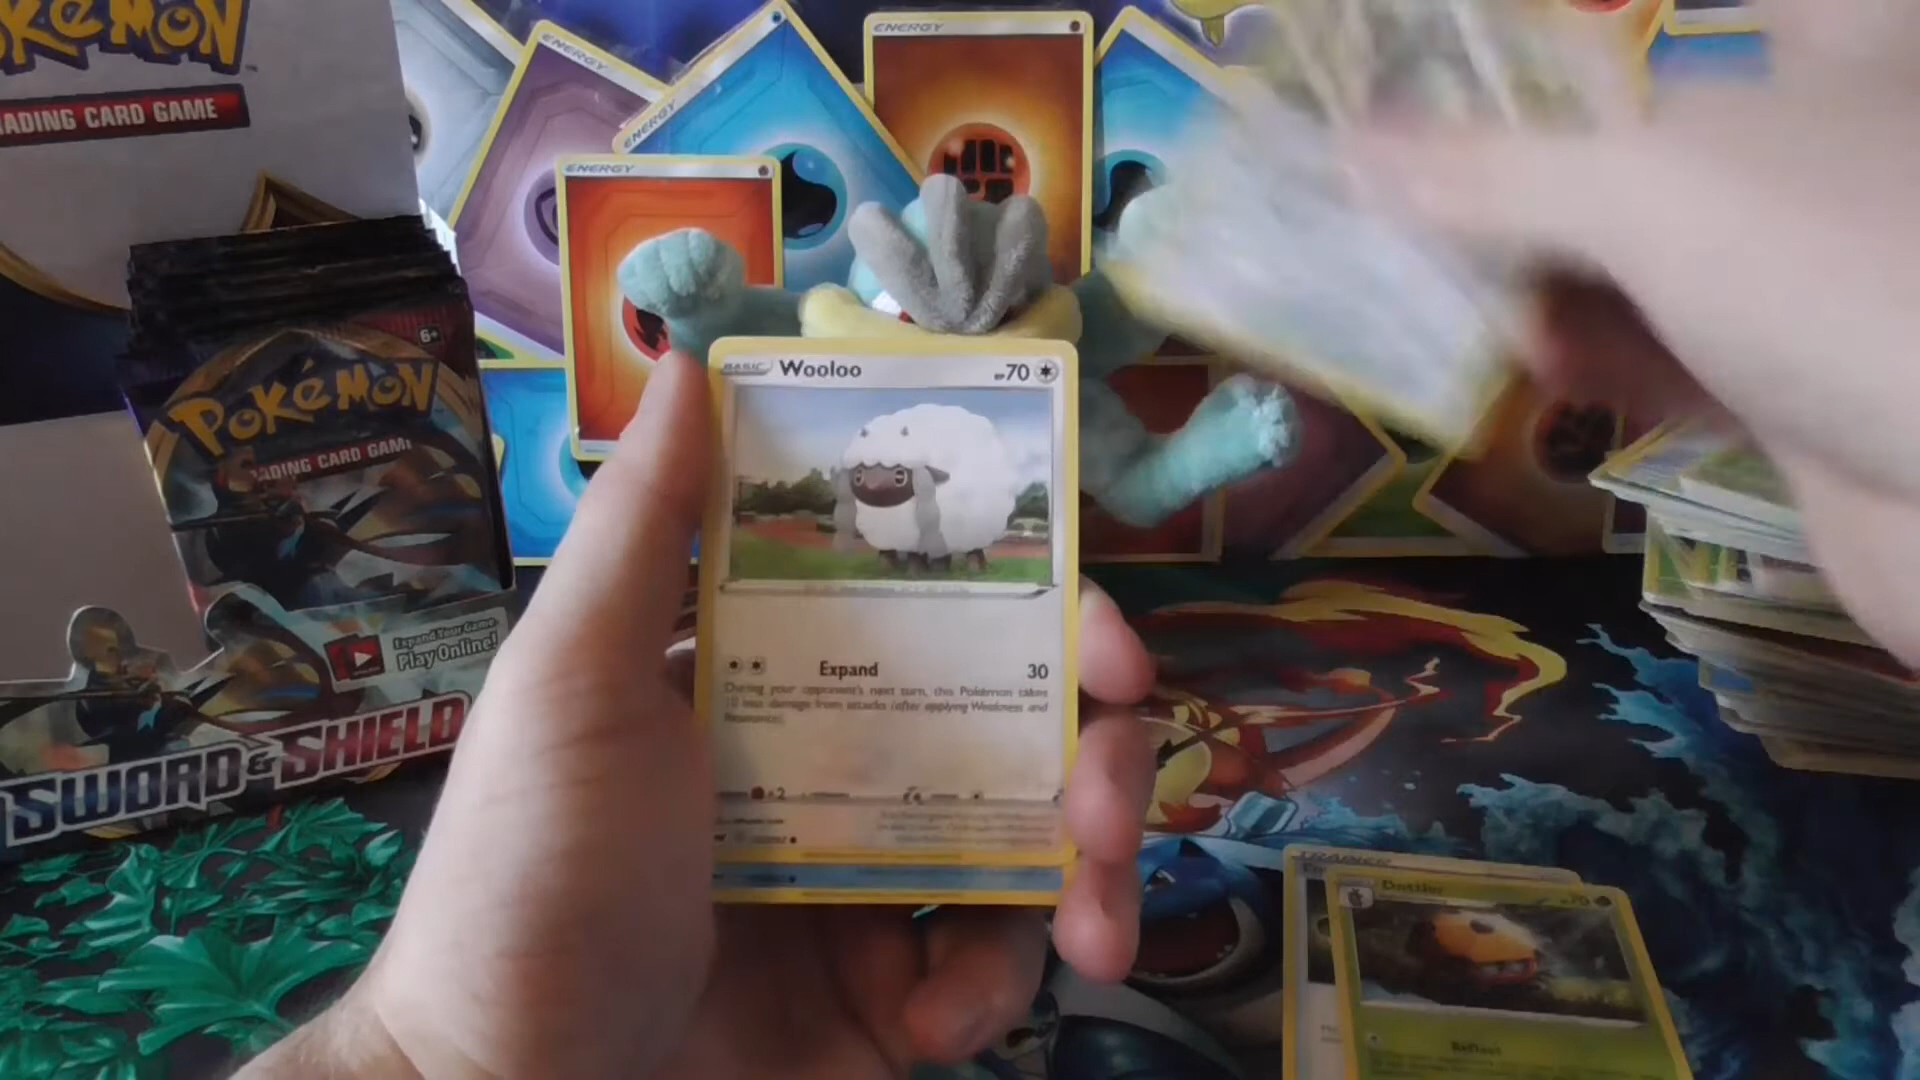 POKéMON
TRADING CARD GAME
ENERGY
ENERGY
ENERGY
ENERGY
6+
POKéMON
TRADING CARD GAME
Expand Your Game.
Play Online!
SWORD & SHIELD
BASIC Wooloo HP70
Expand 30
During your opponent's next turn, this Pokémon takes
10 less damage from attacks (after applying Weakness and
Resistance).
×2
TRAINER
Dottler 70
Reflect